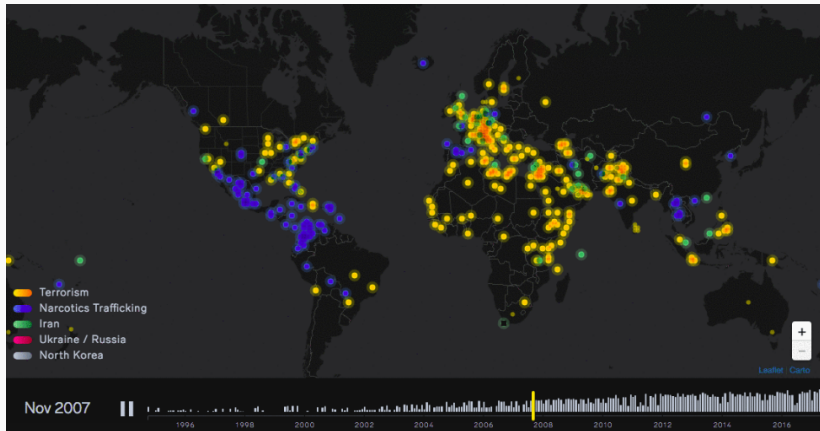 Terrorism
Narcotics Trafficking
Iran
Ukraine / Russia
North Korea
+
−
Leaflet | Carto
Nov 2007
1996 1998 2000 2002 2004 2006 2008 2010 2012 2014 2016